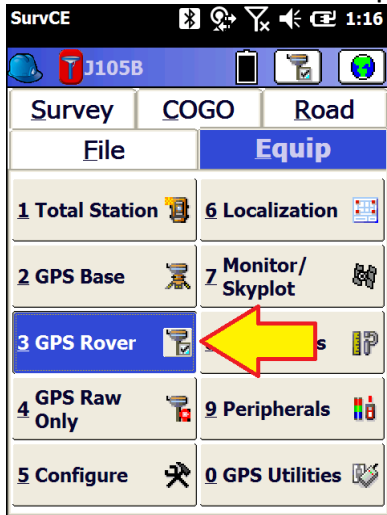 SurvCE 1:16
J105B
Survey COGO Road
File Equip
1 Total Station 6 Localization
2 GPS Base 7 Monitor/
Skyplot
3 GPS Rover
4 GPS Raw
Only 9 Peripherals
5 Configure 0 GPS Utilities